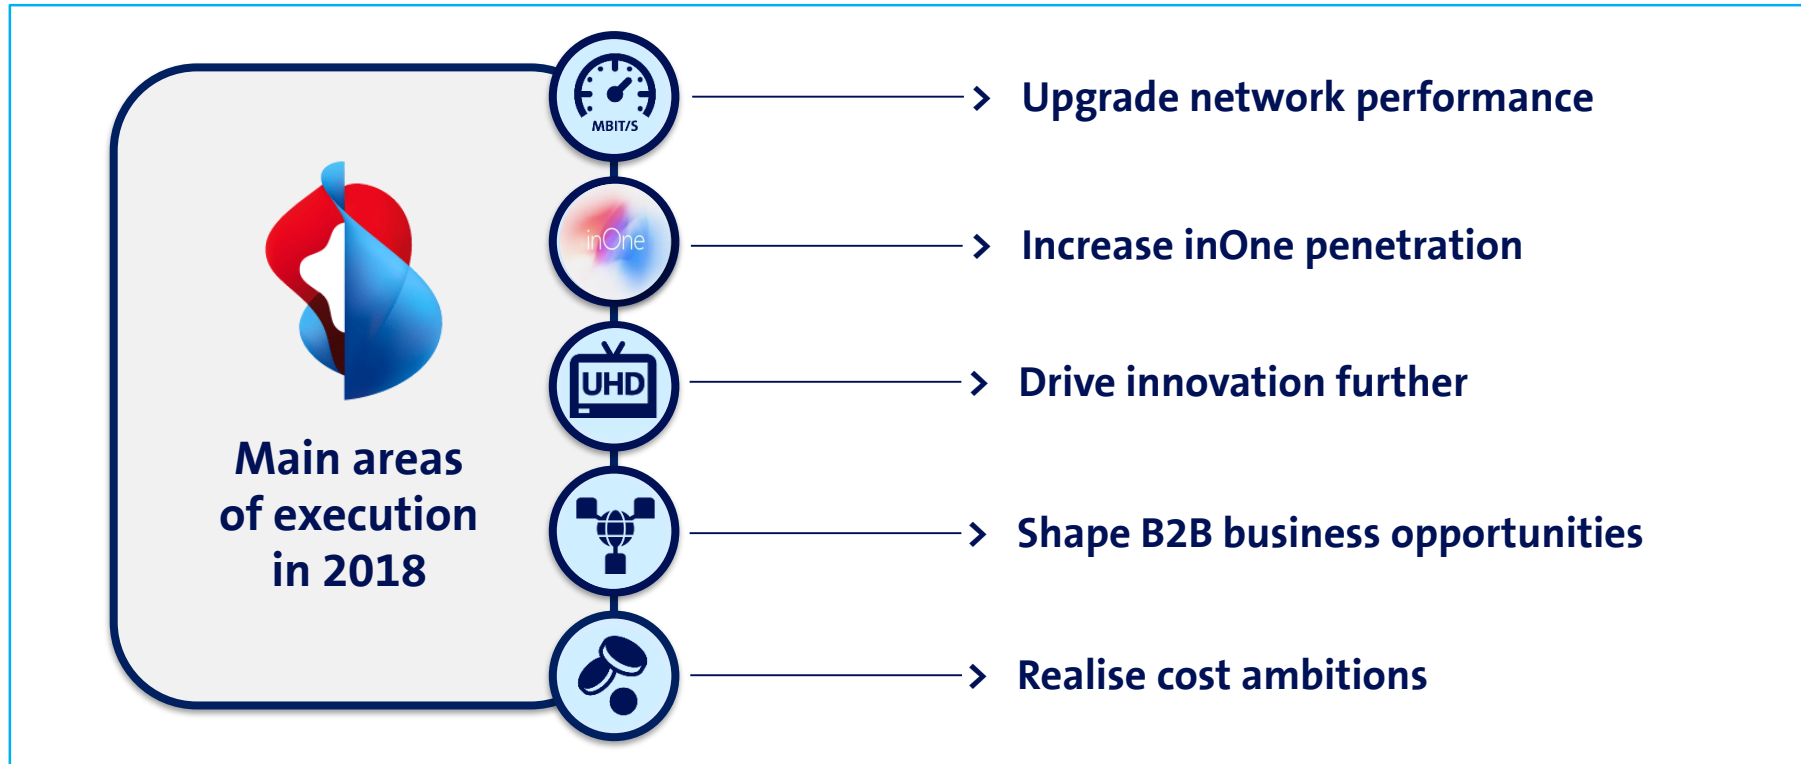 Main areas
of execution
in 2018
MBIT/S
Upgrade network performance
inOne
Increase inOne penetration
UHD
Drive innovation further
Shape B2B business opportunities
Realise cost ambitions